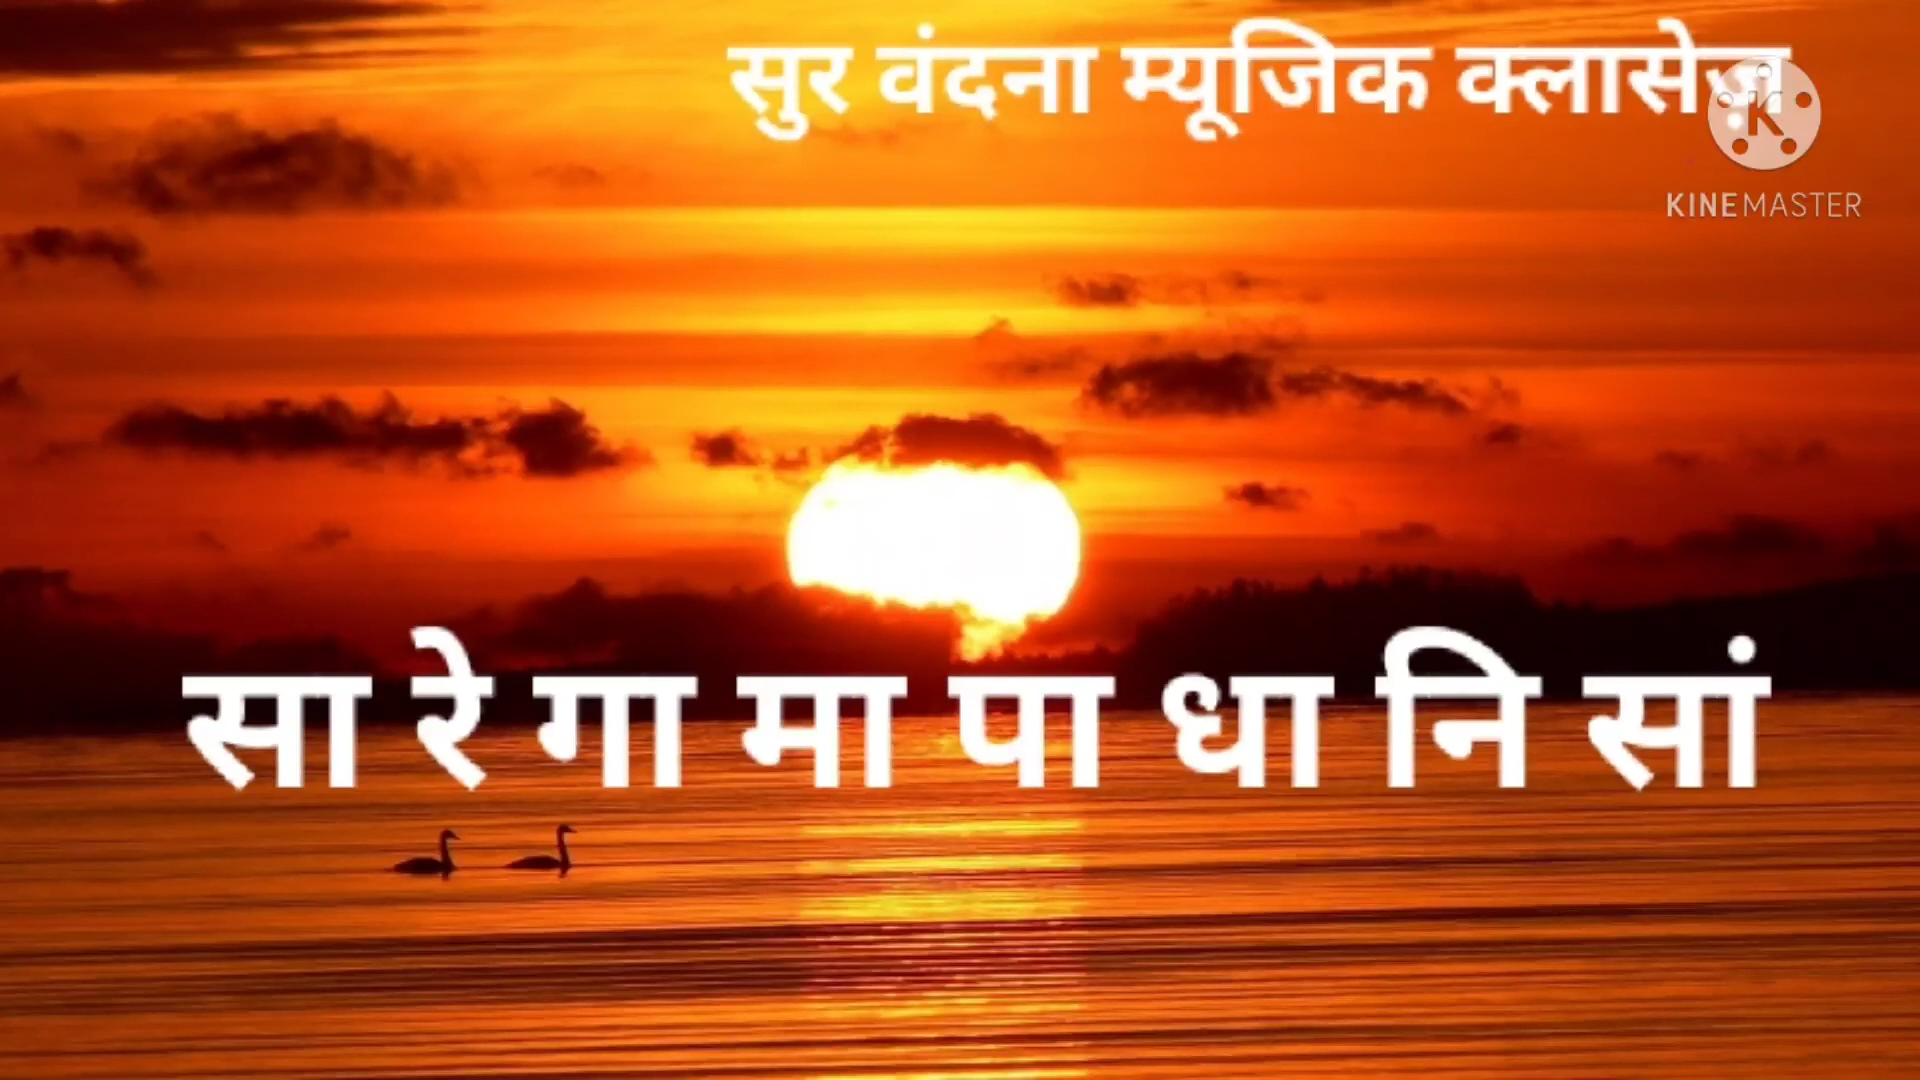 सुर वंदना म्यूजिक क्लासेज
KINEMASTER
सा रे गा मा पा धा नि सां